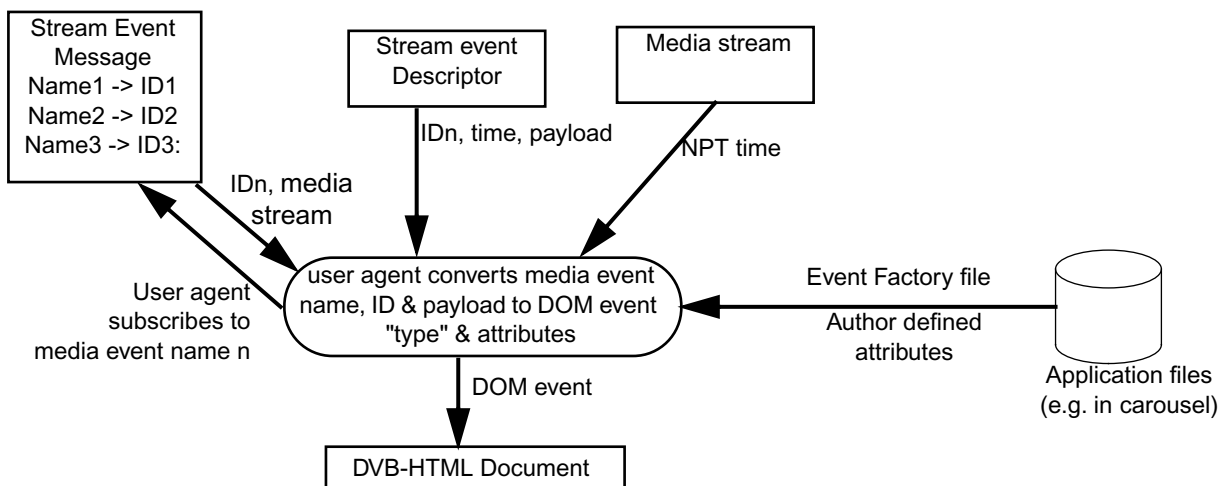 Stream Event
Message
Name1 -> ID1
Name2 -> ID2
Name3 -> ID3:
Stream event
Descriptor
Media stream
IDn, time, payload
NPT time
IDn, media
stream
User agent
subscribes to
media event name n
user agent converts media event
name, ID & payload to DOM event
"type" & attributes
Event Factory file
Author defined
attributes
Application files
(e.g. in carousel)
DOM event
DVB-HTML Document